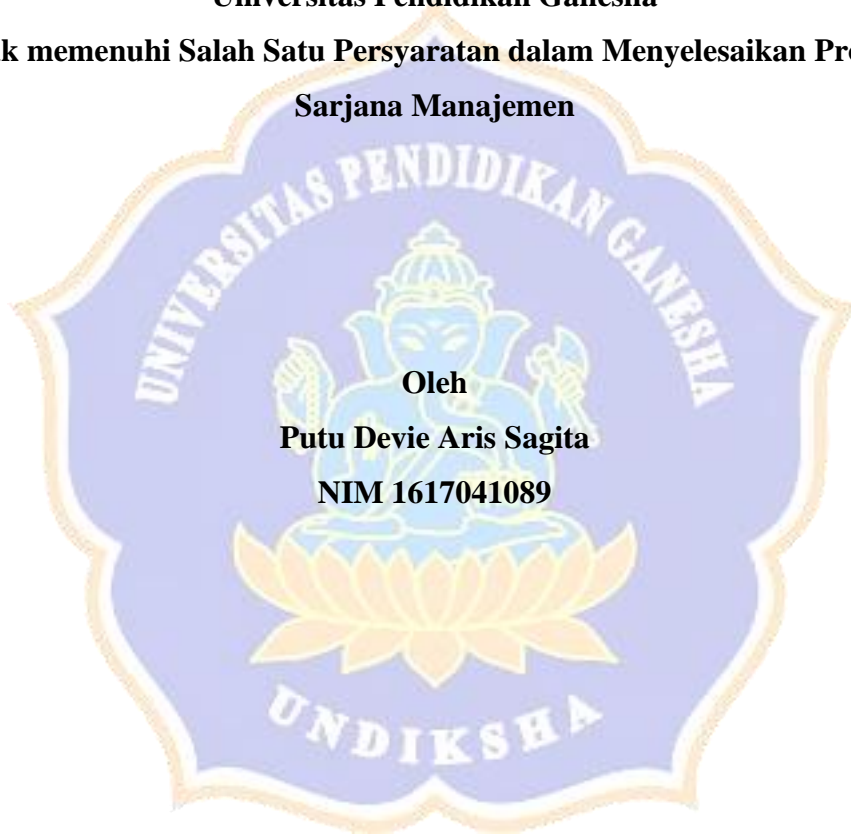 Universitas Pendidikan Ganesha
memenuhi Salah Satu Persyaratan dalam Menyelesaikan
Sarjana Manajemen
UNIVERSITAS PENDIDIKAN GANESHA
Oleh
Putu Devie Aris Sagita
NIM 1617041089
UNDIKSHA